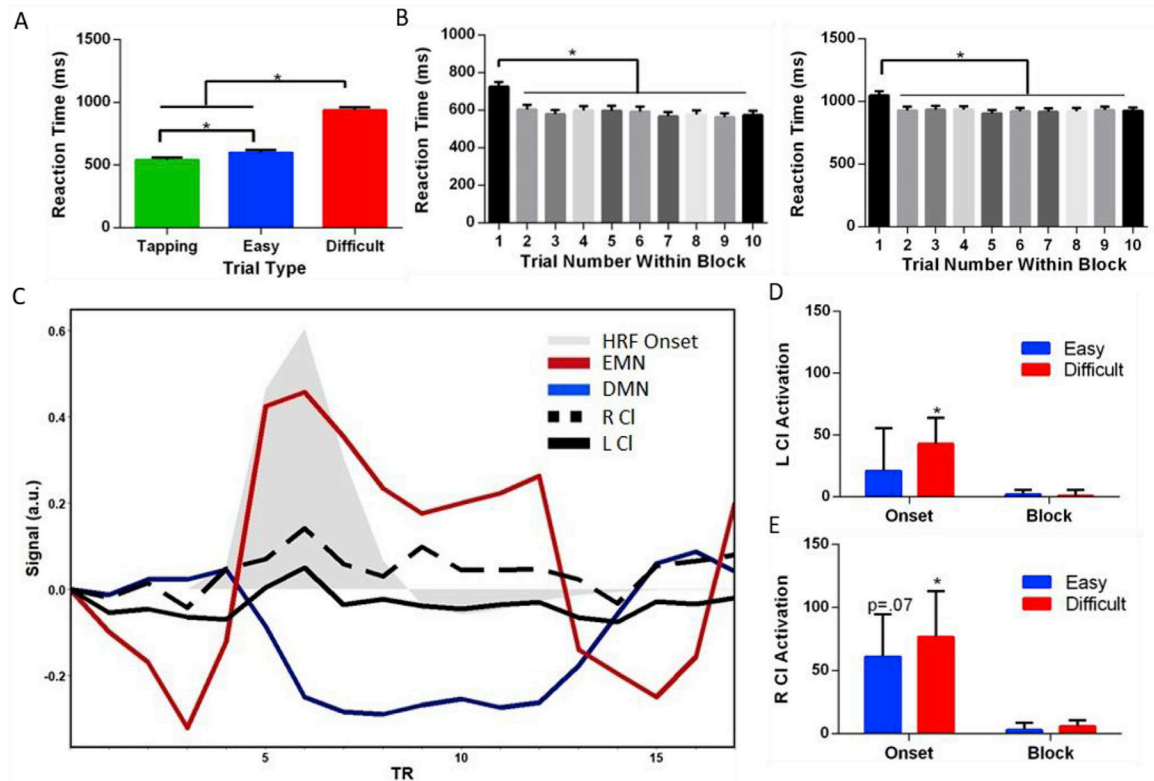 A
Reaction Time (ms)
1500
1000
500
0
*
*
Tapping
Easy
Difficult
Trial Type
B
Reaction Time (ms)
1000
800
600
400
200
0
*
1 2 3 4 5 6 7 8 9 10
Trial Number Within Block
Reaction Time (ms)
1500
1000
500
0
*
1 2 3 4 5 6 7 8 9 10
Trial Number Within Block
C
Signal (a.u.)
0.6
0.4
0.2
0.0
-0.2
HRF Onset
EMN
DMN
R Cl
L Cl
5 10 15
TR
D
L Cl Activation
150
100
50
0
Easy
Difficult
*
Onset Block
E
R Cl Activation
150
100
50
0
Easy
Difficult
p=.07
*
Onset Block